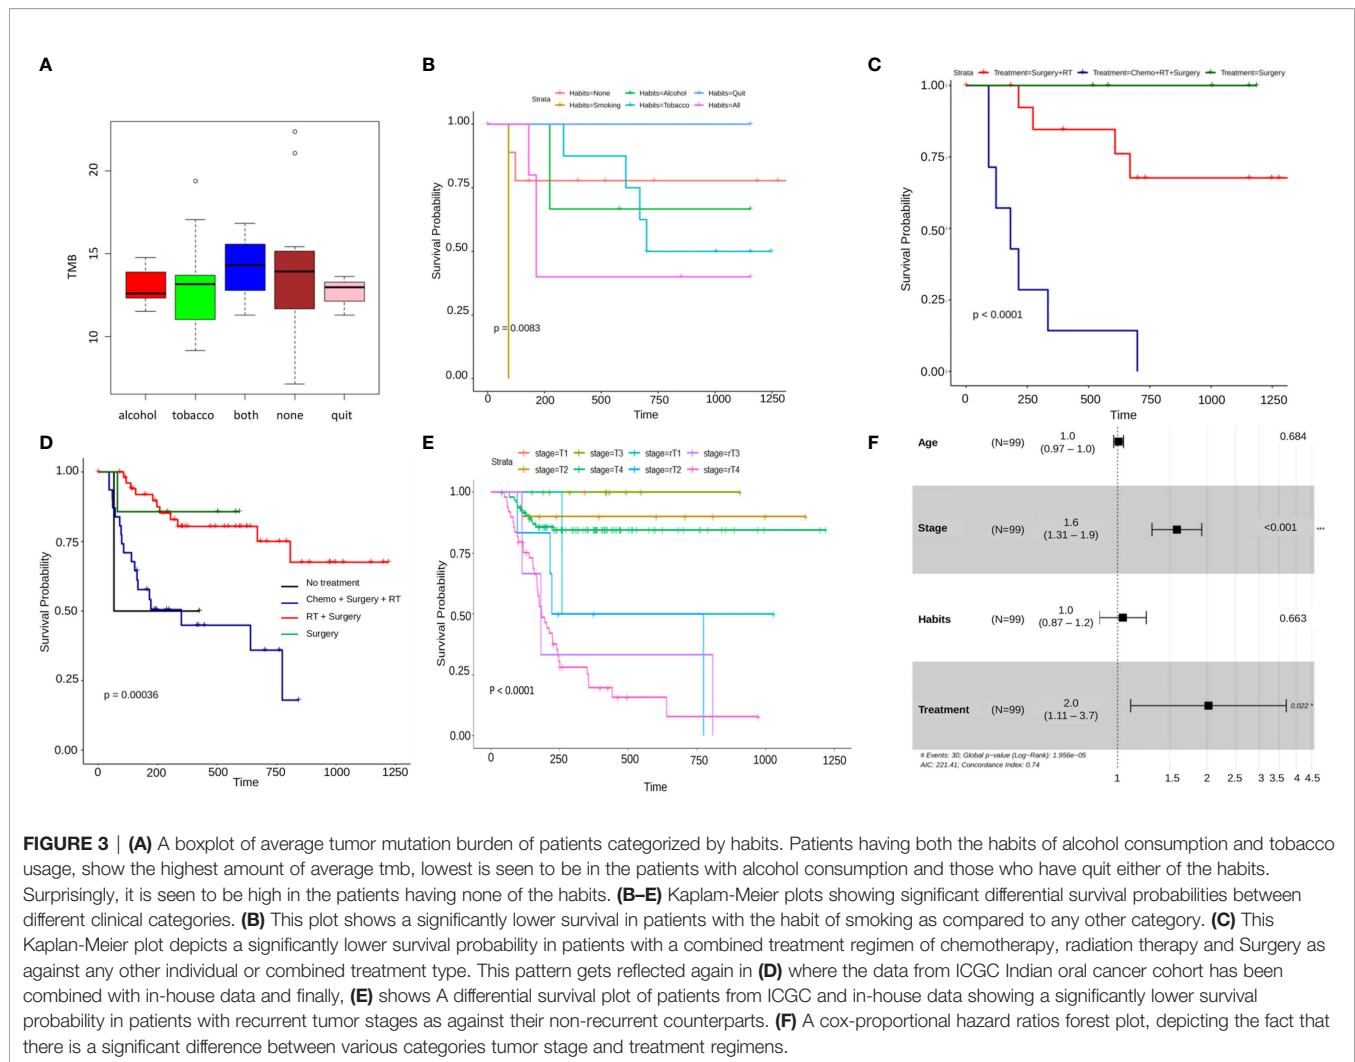 A
20
15
10
TMB
alcohol tobacco both none quit
B
Strata
Habits=None Habits=Alcohol Habits=Quit
Habits=Smoking Habits=Tobacco Habits=All
1.00
0.75
0.50
0.25
0.00
Survival Probability
p = 0.0083
0 250 500 750 1000 1250
Time
C
Strata Treatment=Surgery+RT Treatment=Chemo+RT+Surgery Treatment=Surgery
1.00
0.75
0.50
0.25
0.00
Survival Probability
p < 0.0001
0 250 500 750 1000 1250
Time
D
1.00
0.75
0.50
0.25
0.00
Survival Probability
No treatment
Chemo + Surgery + RT
RT + Surgery
Surgery
p = 0.00036
0 200 500 750 1000 1250
Time
E
Strata
stage=T1 stage=T3 stage=rT1 stage=rT3
stage=T2 stage=T4 stage=rT2 stage=rT4
1.00
0.75
0.50
0.25
0.00
Survival Probability
P < 0.0001
0 250 500 750 1000 1250
Time
F
Age (N=99) 1.0 0.684
(0.97 – 1.0)
Stage (N=99) 1.6 <0.001 ***
(1.31 – 1.9)
Habits (N=99) 1.0 0.663
(0.87 – 1.2)
Treatment (N=99) 2.0 0.022 *
(1.11 – 3.7)
# Events: 30; Global p−value (Log−Rank): 1.956e−05
AIC: 221.41; Concordance Index: 0.74
1 1.5 2 2.5 3 3.5 4 4.5
FIGURE 3 | (A) A boxplot of average tumor mutation burden of patients categorized by habits. Patients having both the habits of alcohol consumption and tobacco
usage, show the highest amount of average tmb, lowest is seen to be in the patients with alcohol consumption and those who have quit either of the habits.
Surprisingly, it is seen to be high in the patients having none of the habits. (B–E) Kaplam-Meier plots showing significant differential survival probabilities between
different clinical categories. (B) This plot shows a significantly lower survival in patients with the habit of smoking as compared to any other category. (C) This
Kaplan-Meier plot depicts a significantly lower survival probability in patients with a combined treatment regimen of chemotherapy, radiation therapy and Surgery as
against any other individual or combined treatment type. This pattern gets reflected again in (D) where the data from ICGC Indian oral cancer cohort has been
combined with in-house data and finally, (E) shows A differential survival plot of patients from ICGC and in-house data showing a significantly lower survival
probability in patients with recurrent tumor stages as against their non-recurrent counterparts. (F) A cox-proportional hazard ratios forest plot, depicting the fact that
there is a significant difference between various categories tumor stage and treatment regimens.